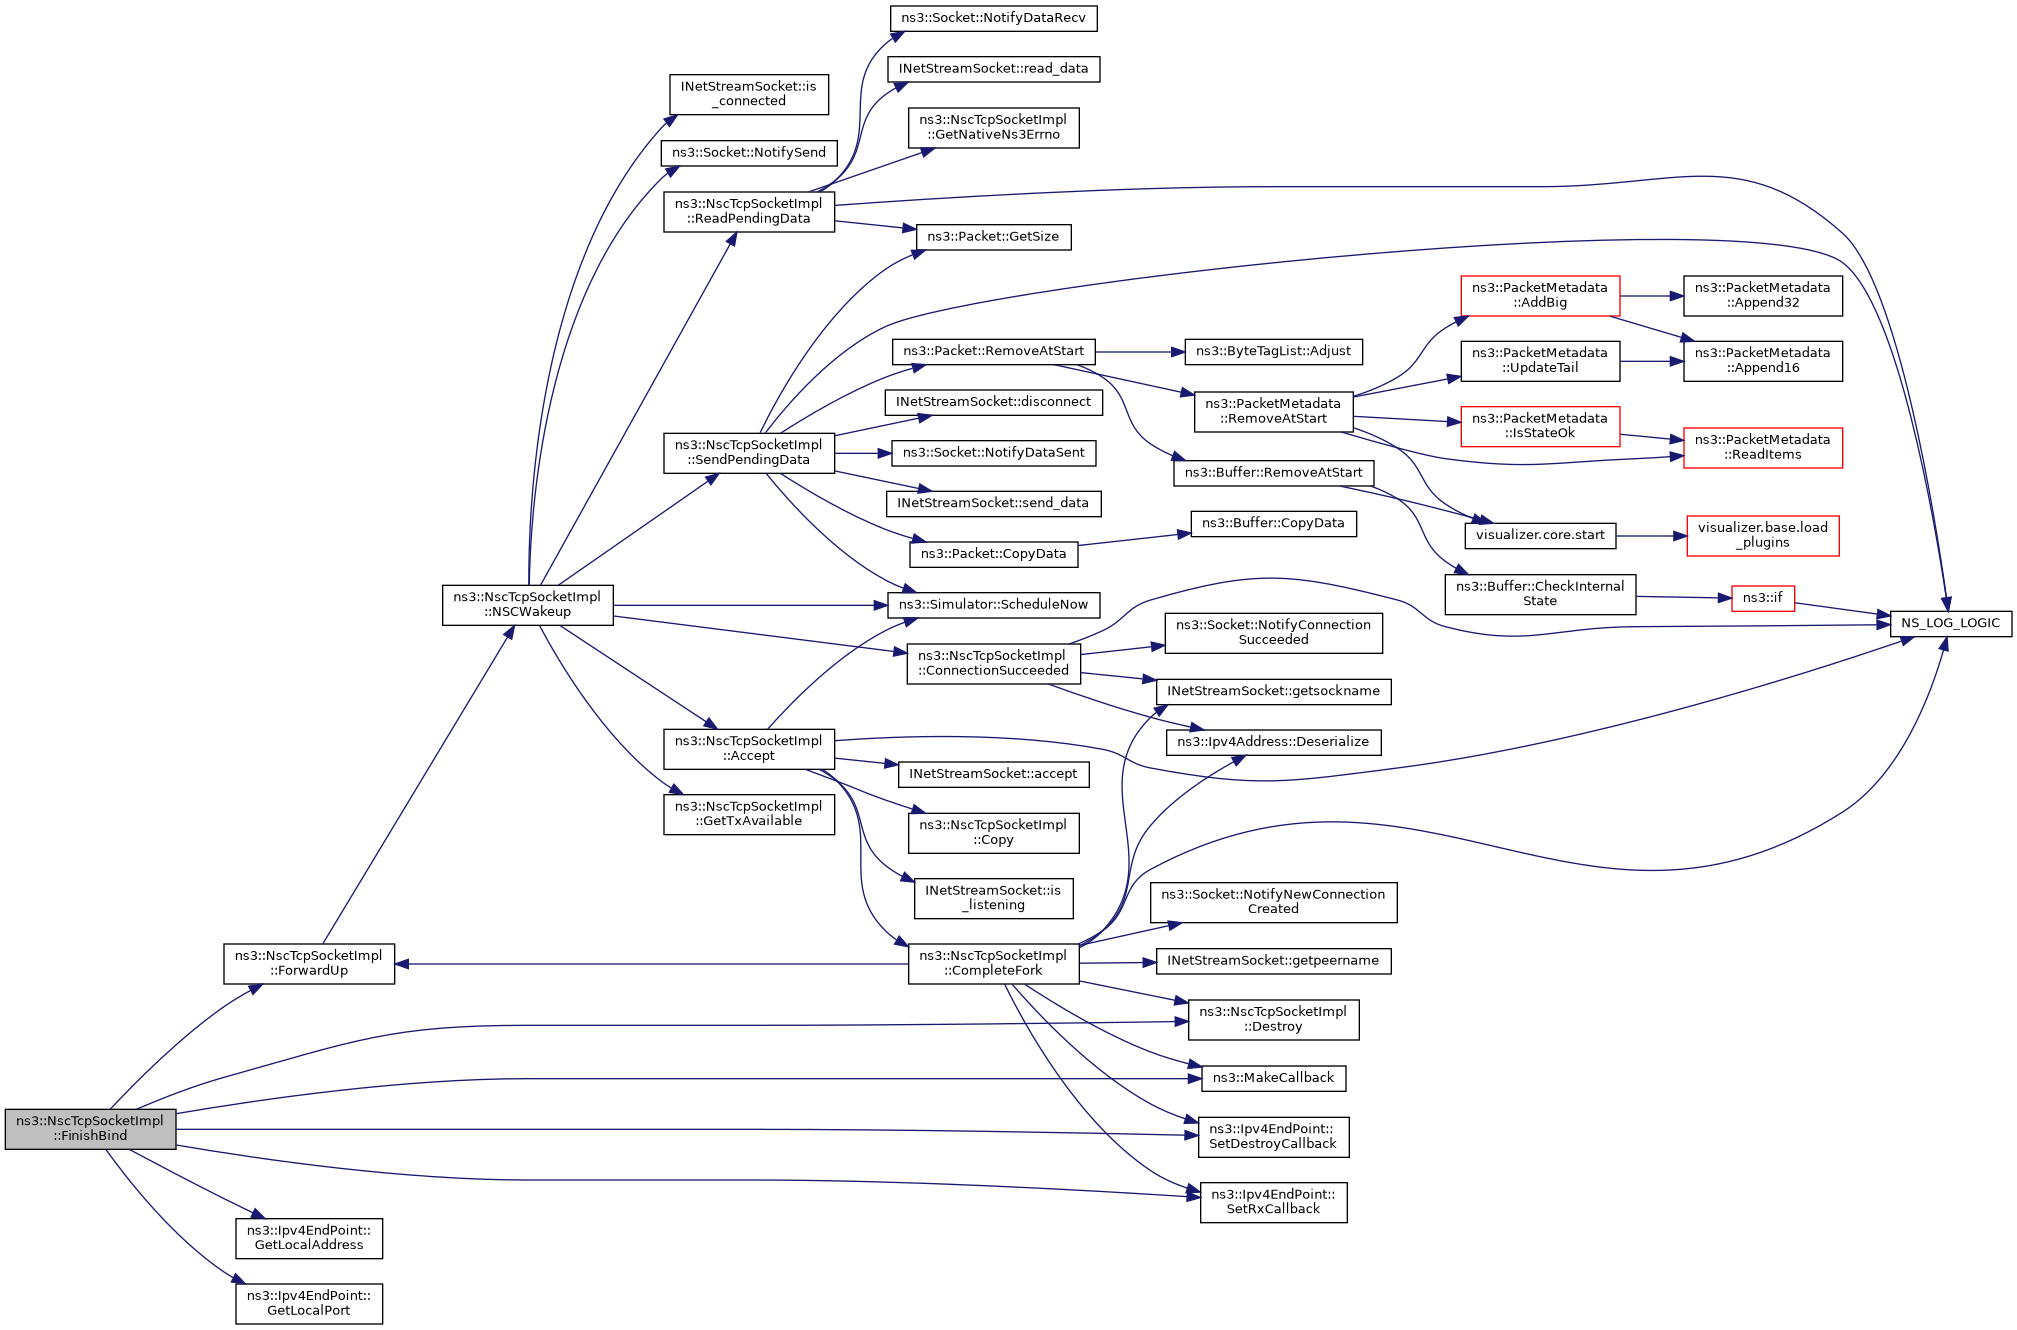 ns3::Socket::NotifyDataRecv
INetStreamSocket::read_data
INetStreamSocket::is
_connected
ns3::NscTcpSocketImpl
::GetNativeNs3Errno
ns3::Socket::NotifySend
ns3::NscTcpSocketImpl
::ReadPendingData
ns3::Packet::GetSize
ns3::PacketMetadata
::AddBig
ns3::PacketMetadata
::Append32
ns3::Packet::RemoveAtStart
ns3::ByteTagList::Adjust
ns3::PacketMetadata
::UpdateTail
ns3::PacketMetadata
::Append16
INetStreamSocket::disconnect
ns3::PacketMetadata
::RemoveAtStart
ns3::PacketMetadata
::IsStateOk
ns3::PacketMetadata
::ReadItems
ns3::NscTcpSocketImpl
::SendPendingData
ns3::Socket::NotifyDataSent
ns3::Buffer::RemoveAtStart
INetStreamSocket::send_data
ns3::Buffer::CopyData
visualizer.core.start
visualizer.base.load
_plugins
ns3::Packet::CopyData
ns3::Buffer::CheckInternal
State
ns3::if
ns3::NscTcpSocketImpl
::NSCWakeup
ns3::Simulator::ScheduleNow
NS_LOG_LOGIC
ns3::Socket::NotifyConnection
Succeeded
ns3::NscTcpSocketImpl
::ConnectionSucceeded
INetStreamSocket::getsockname
ns3::NscTcpSocketImpl
::Accept
ns3::Ipv4Address::Deserialize
INetStreamSocket::accept
ns3::NscTcpSocketImpl
::GetTxAvailable
ns3::NscTcpSocketImpl
::Copy
INetStreamSocket::is
_listening
ns3::Socket::NotifyNewConnection
Created
ns3::NscTcpSocketImpl
::ForwardUp
ns3::NscTcpSocketImpl
::CompleteFork
INetStreamSocket::getpeername
ns3::NscTcpSocketImpl
::Destroy
ns3::MakeCallback
ns3::NscTcpSocketImpl
::FinishBind
ns3::Ipv4EndPoint::
SetDestroyCallback
ns3::Ipv4EndPoint::
SetRxCallback
ns3::Ipv4EndPoint::
GetLocalAddress
ns3::Ipv4EndPoint::
GetLocalPort